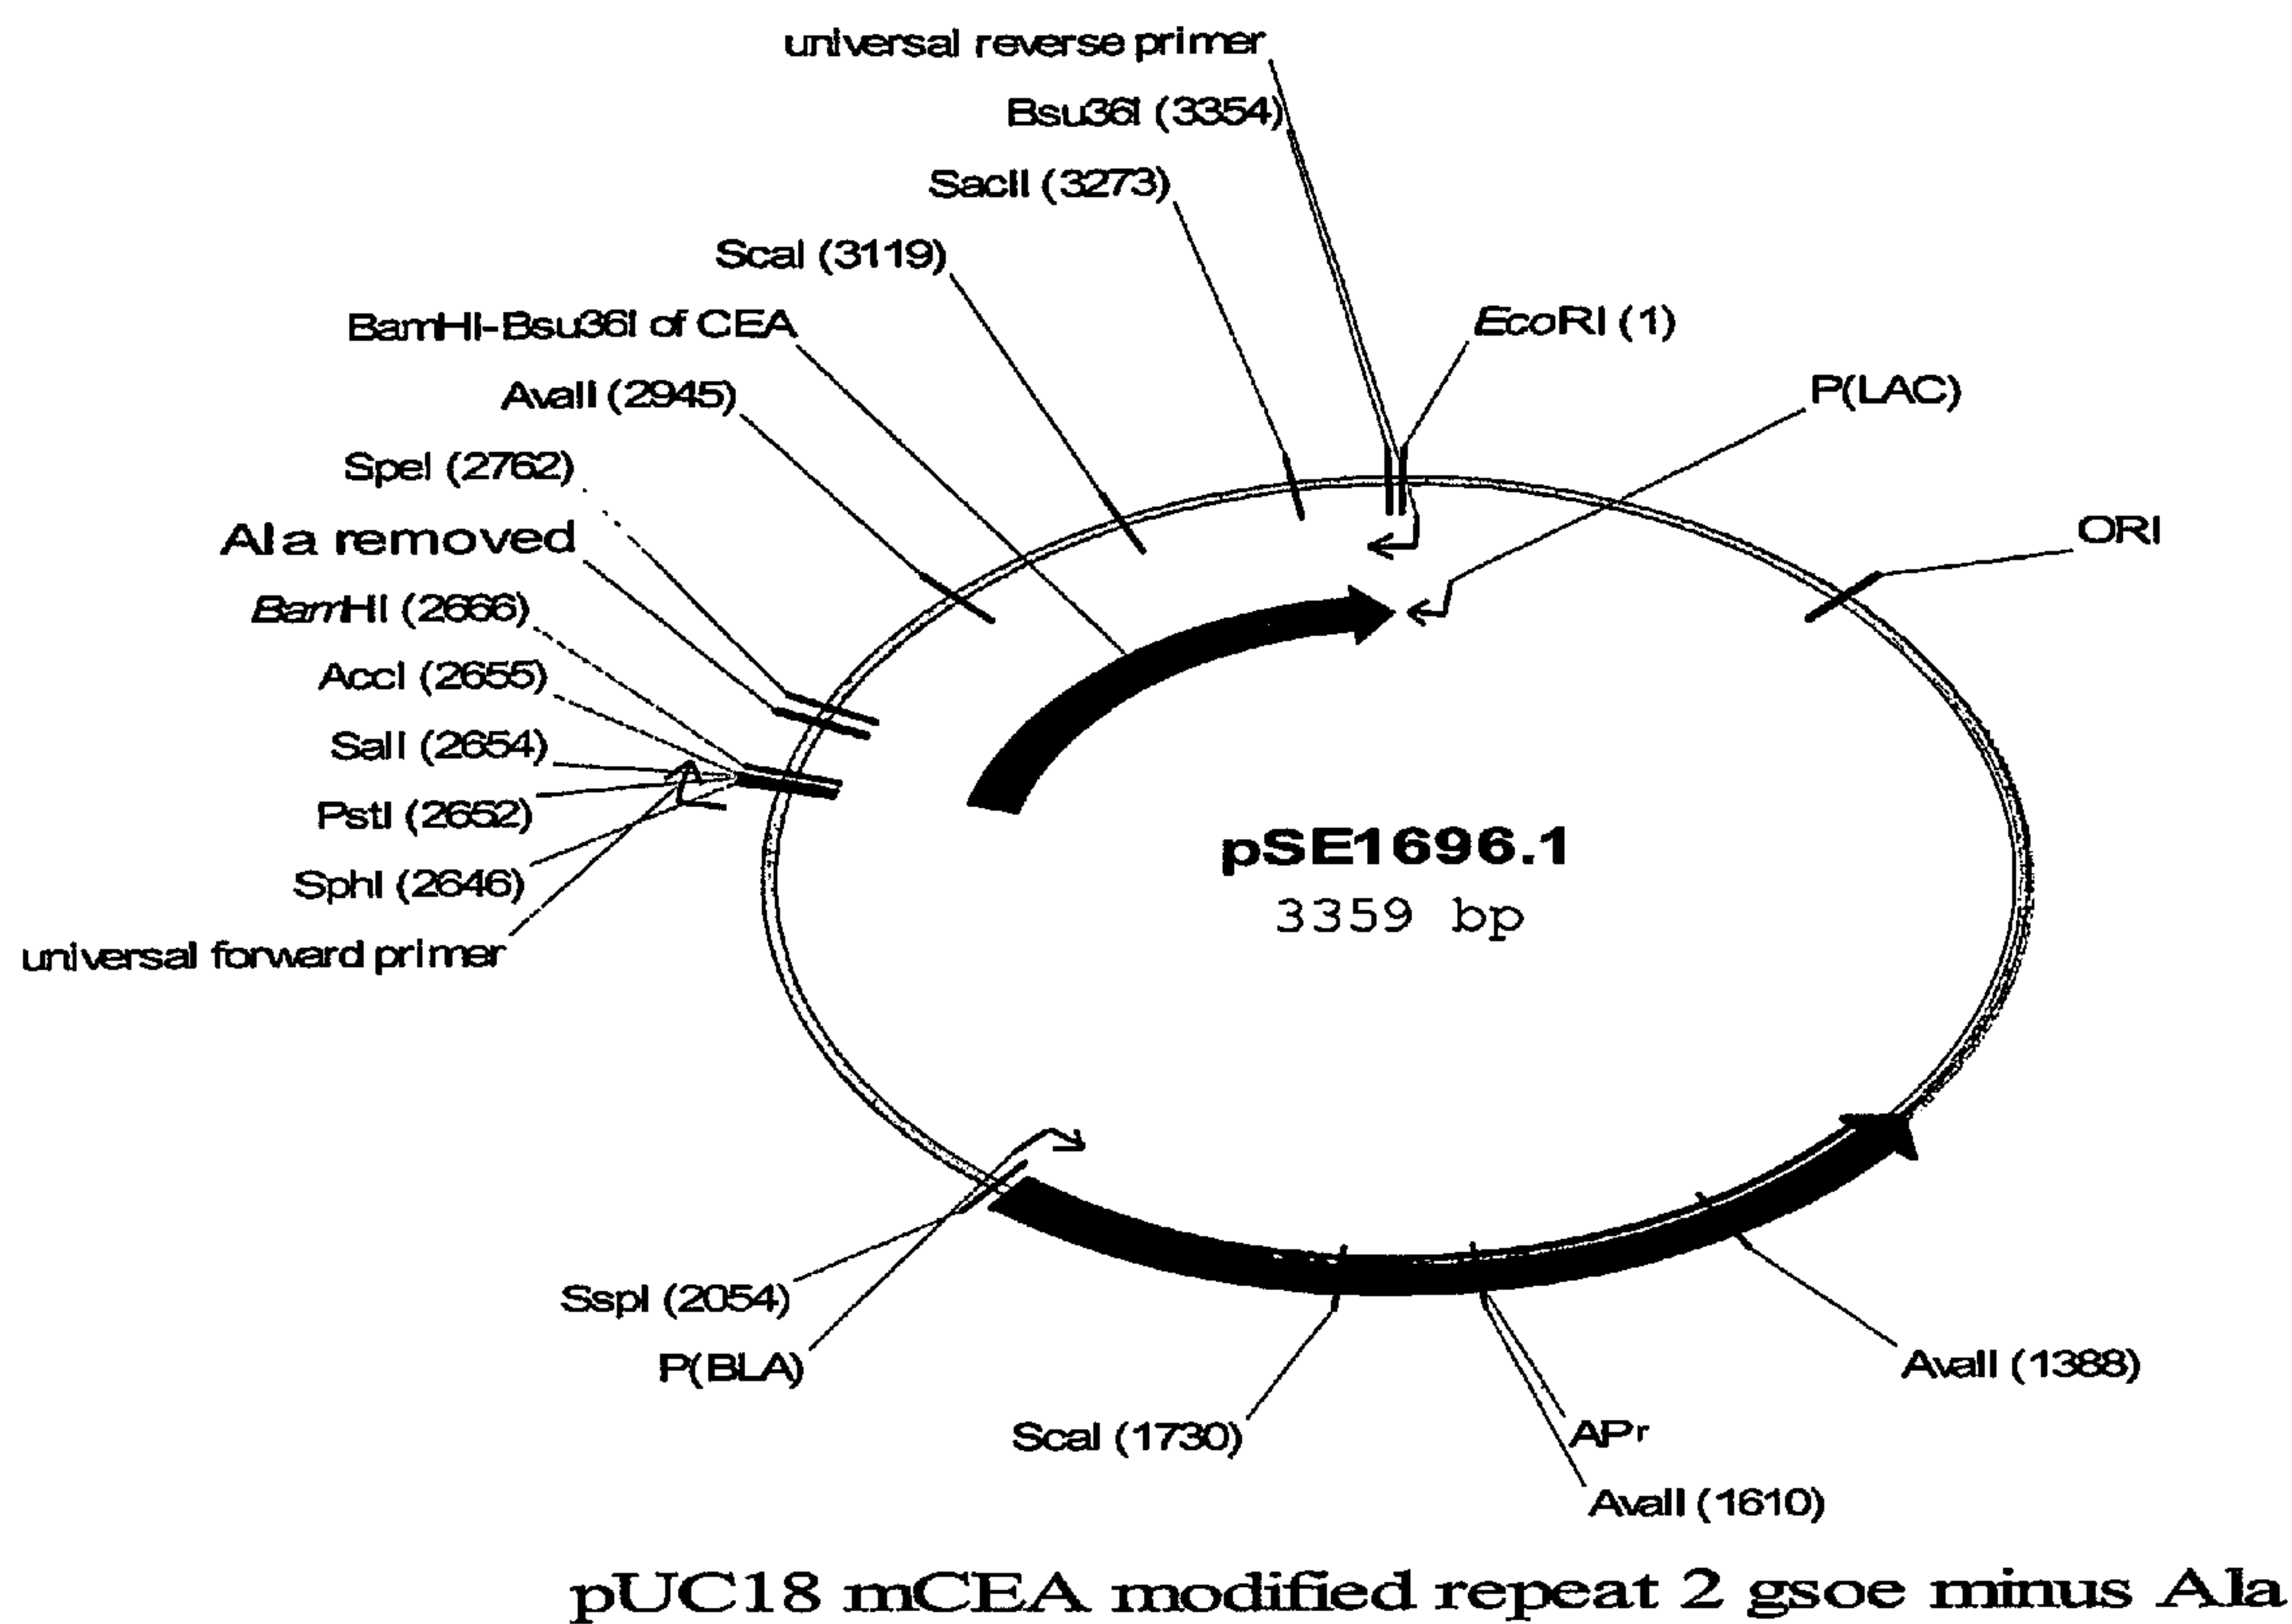 universal reverse primer
Bsu36I (3354)
SacII (3273)
ScaI (3119)
BamHI-Bsu36I of CEA
EcoRI (1)
AvaII (2945)
P(LAC)
SpeI (2762)
Ala removed
ORI
BamHI (2666)
AccI (2655)
SalI (2654)
PstI (2652)
SphI (2646)
universal forward primer
pSE1696.1
3359 bp
SspI (2054)
P(BLA)
AvaII (1388)
ScaI (1730)
APr
AvaII (1610)
pUC18 mCEA modified repeat 2 gsoe minus Ala